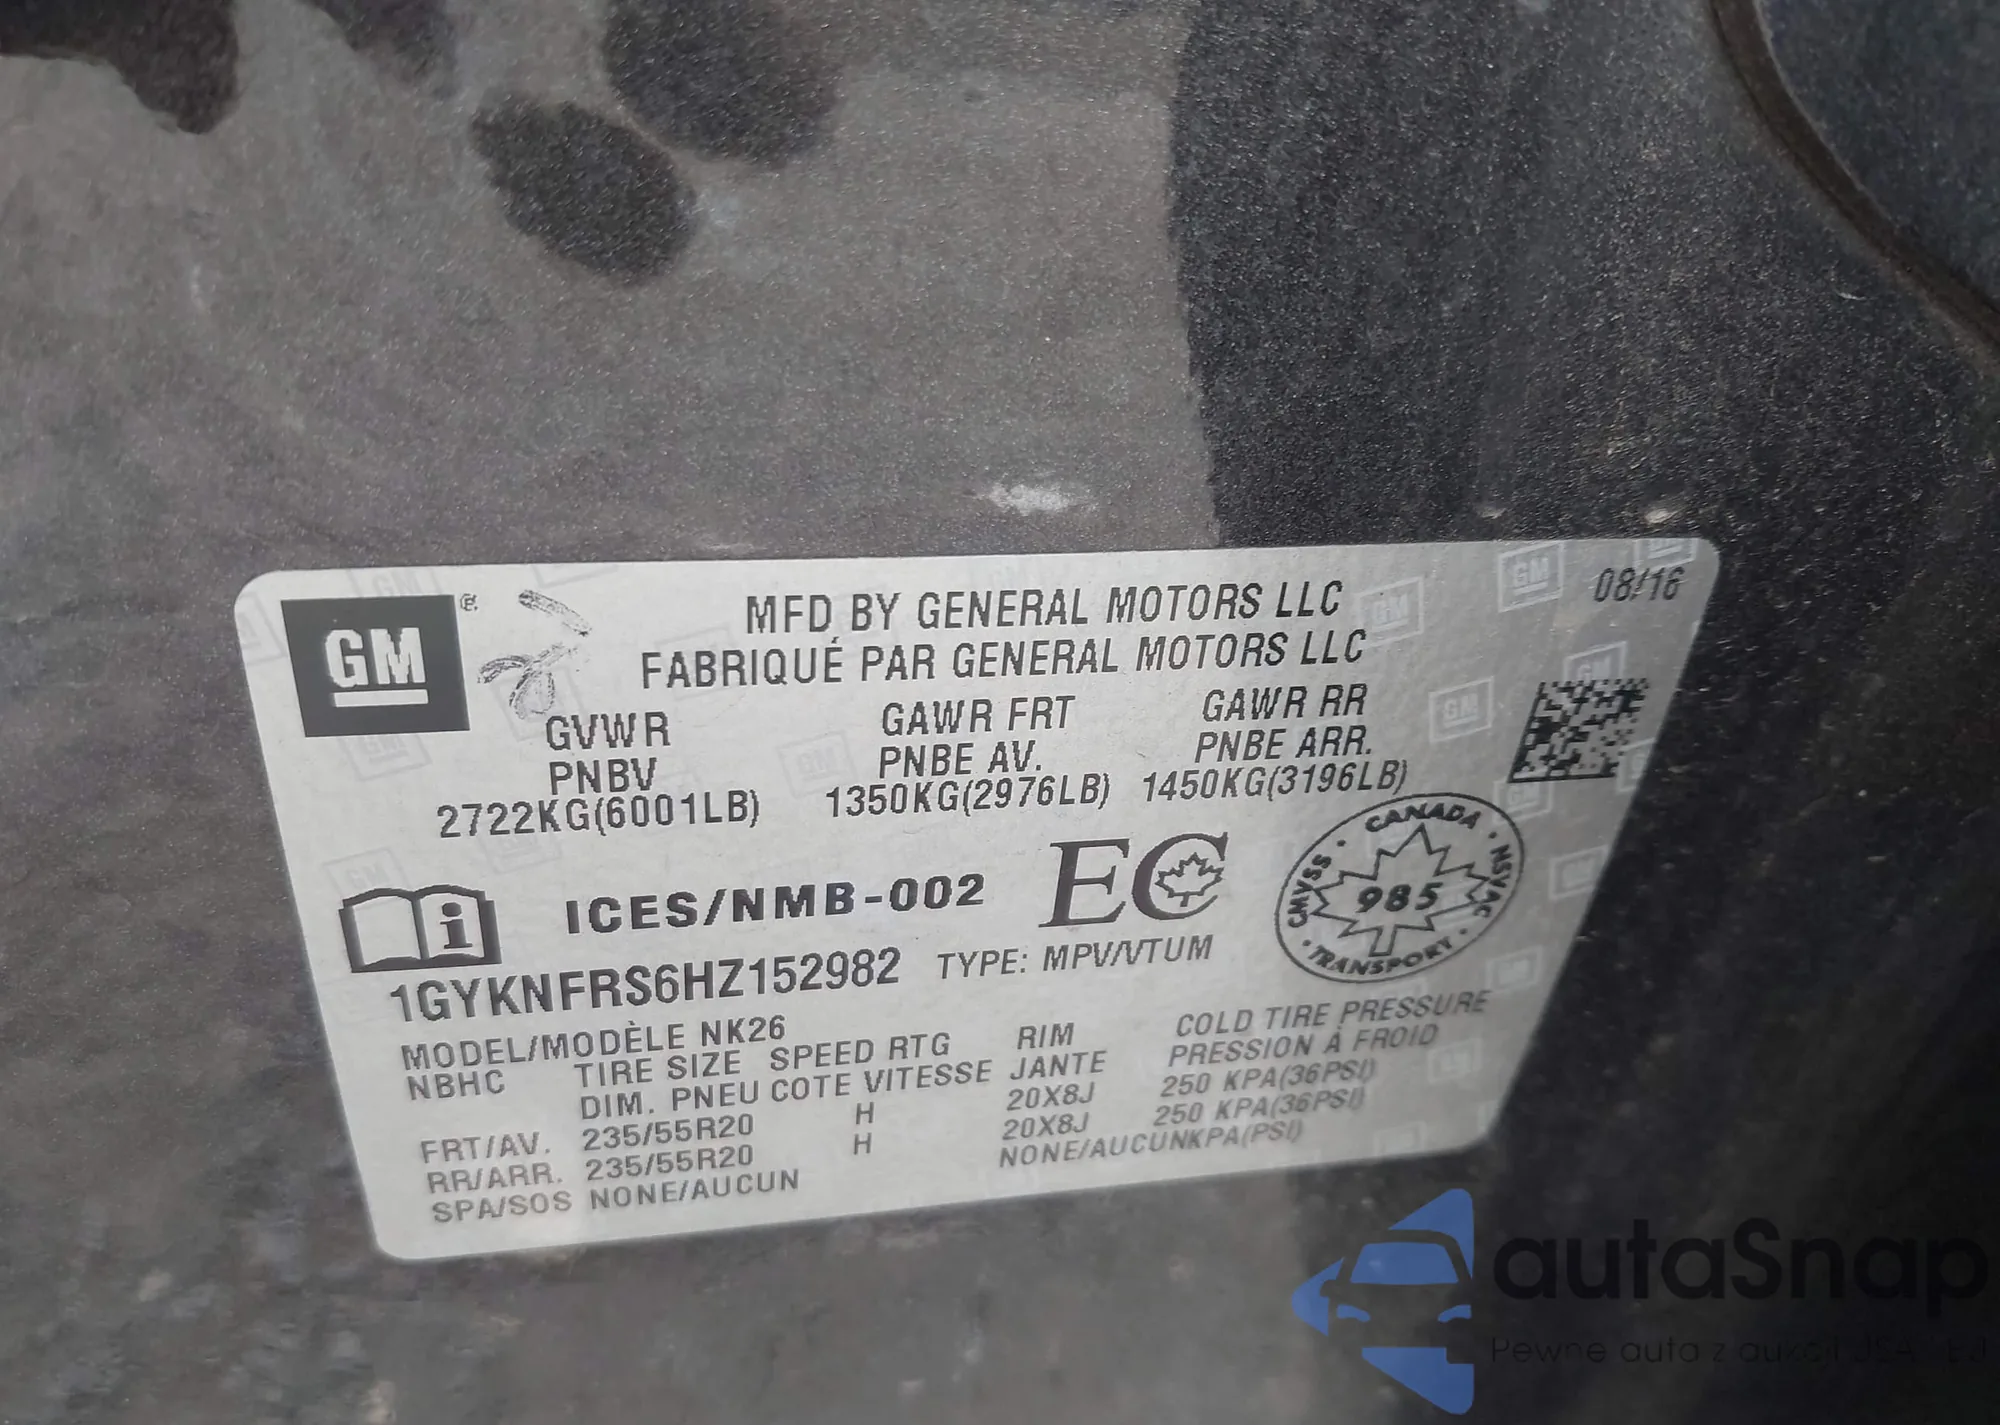 GM ®
MFD BY GENERAL MOTORS LLC
08/16
FABRIQUÉ PAR GENERAL MOTORS LLC
GVWR GAWR FRT GAWR RR
PNBV PNBE AV. PNBE ARR.
2722KG(6001LB) 1350KG(2976LB) 1450KG(3196LB)
ICES/NMB-002 EC
CANADA · NSVAC · TRANSPORT · CMVSS ·
985
1GYKNFRS6HZ152982 TYPE: MPV/VTUM
MODEL/MODÈLE NK26
NBHC TIRE SIZE SPEED RTG RIM COLD TIRE PRESSURE
DIM. PNEU COTE VITESSE JANTE PRESSION À FROID
FRT/AV. 235/55R20 H 20X8J 250 KPA(36PSI)
RR/ARR. 235/55R20 H 20X8J 250 KPA(36PSI)
SPA/SOS NONE/AUCUN NONE/AUCUNKPA(PSI)
autaSnap
Pewne auta z aukcji